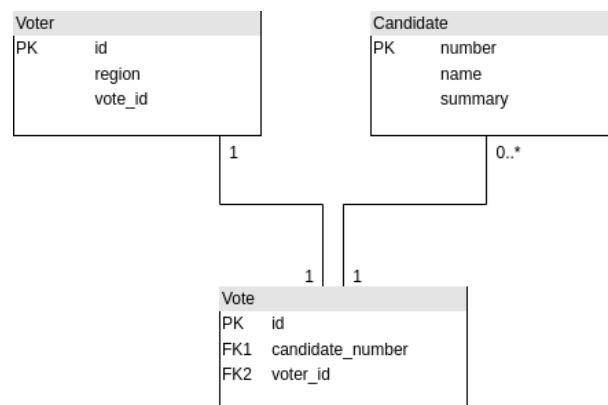 Voter
PK id
region
vote_id
Candidate
PK number
name
summary
1
0..*
1
1
Vote
PK id
FK1 candidate_number
FK2 voter_id